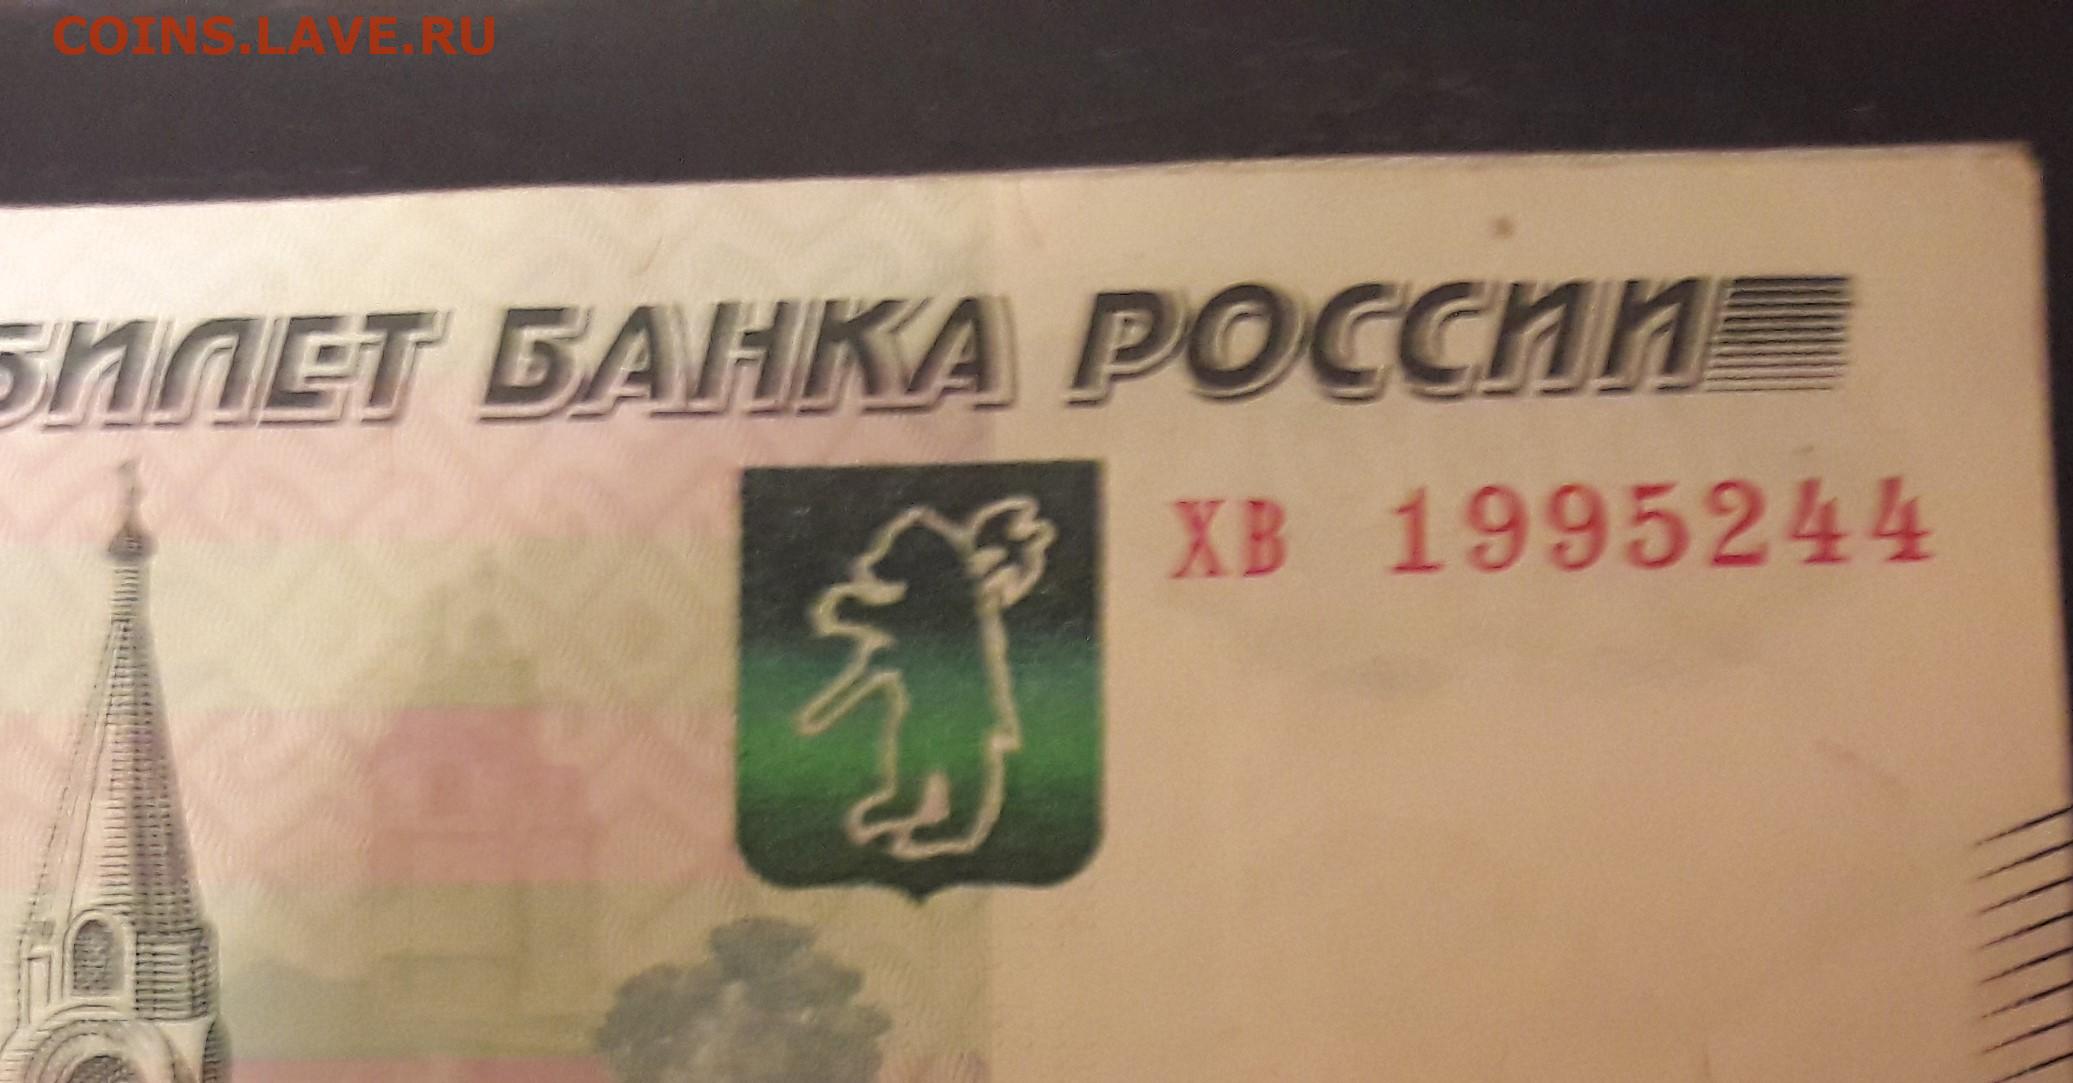 COINS.LAVE.RU
БИЛЕТ БАНКА РОССИИ
ХВ 1995244